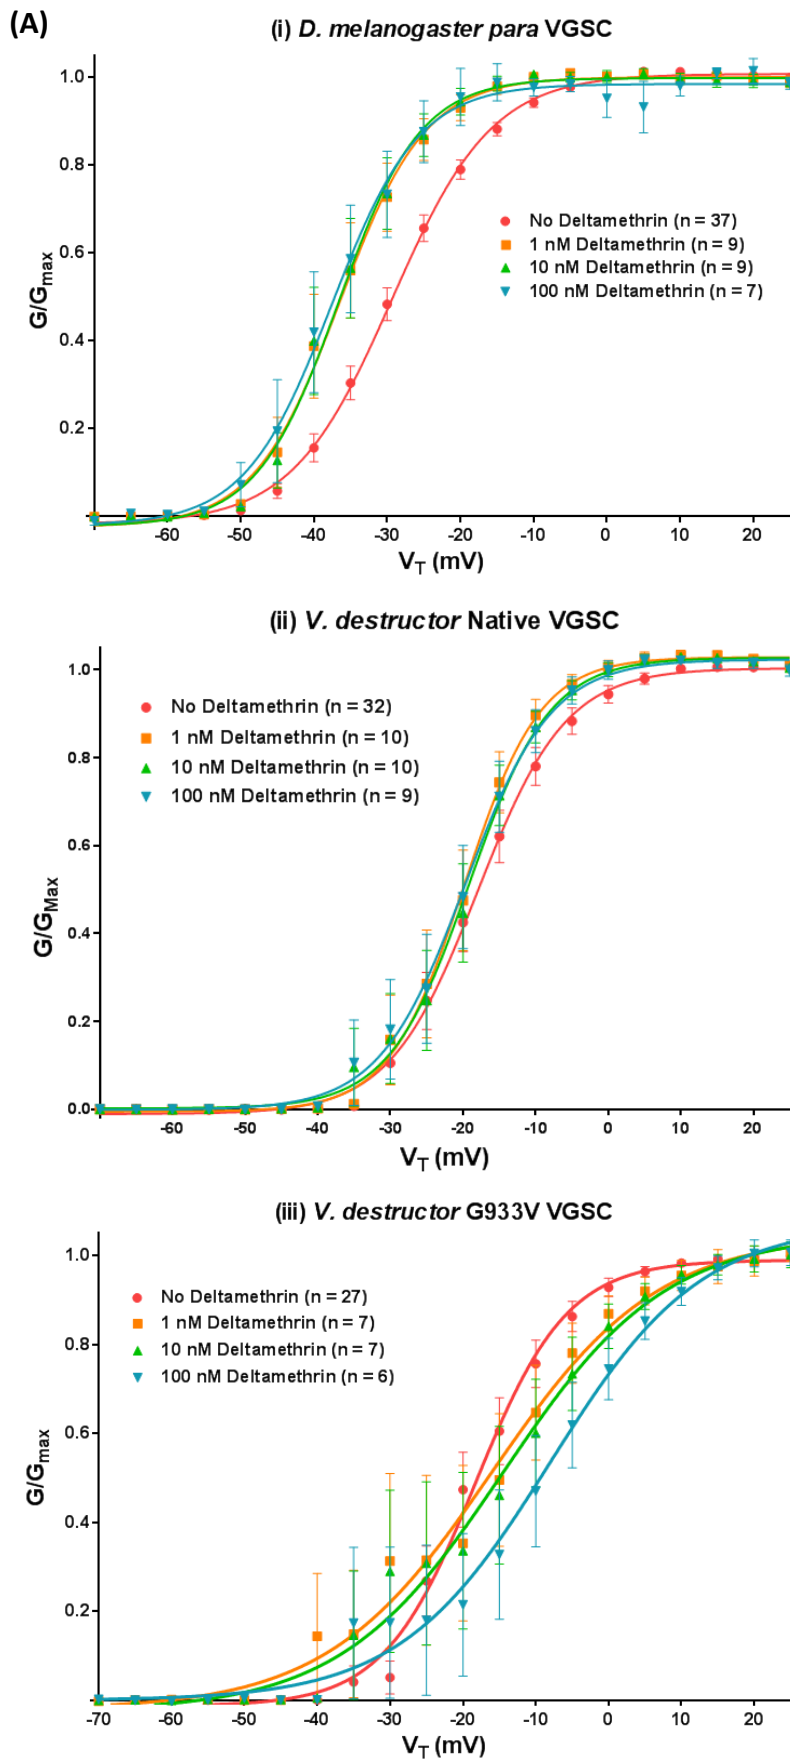 (A)
(i) D. melanogaster para VGSC
1.0
0.8
0.6
0.4
0.2
G/Gmax
No Deltamethrin (n = 37)
1 nM Deltamethrin (n = 9)
10 nM Deltamethrin (n = 9)
100 nM Deltamethrin (n = 7)
-60 -50 -40 -30 -20 -10 0 10 20
VT (mV)
(ii) V. destructor Native VGSC
1.0
0.8
0.6
0.4
0.2
0.0
G/GMax
No Deltamethrin (n = 32)
1 nM Deltamethrin (n = 10)
10 nM Deltamethrin (n = 10)
100 nM Deltamethrin (n = 9)
-60 -50 -40 -30 -20 -10 0 10 20
VT (mV)
(iii) V. destructor G933V VGSC
1.0
0.8
0.6
0.4
0.2
G/Gmax
No Deltamethrin (n = 27)
1 nM Deltamethrin (n = 7)
10 nM Deltamethrin (n = 7)
100 nM Deltamethrin (n = 6)
-70 -60 -50 -40 -30 -20 -10 0 10 20
VT (mV)